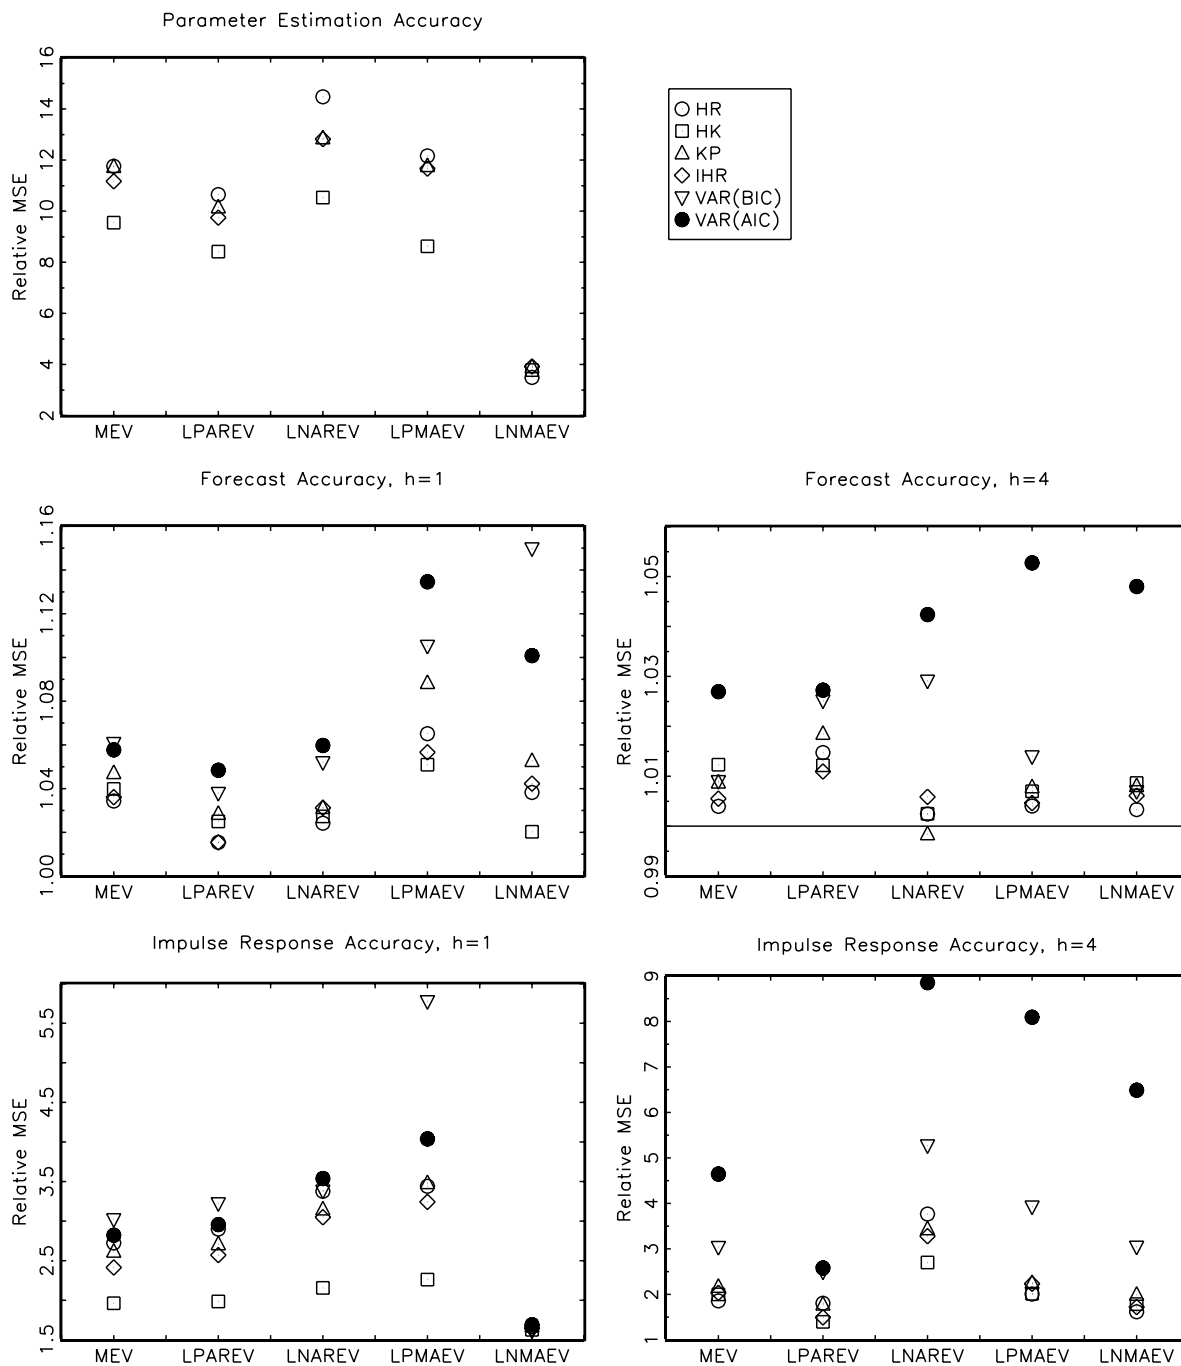 Parameter Estimation Accuracy
Relative MSE
16
14
12
10
8
6
4
2
MEV LPAREV LNAREV LPMAEV LNMAEV
HR
HK
KP
IHR
VAR(BIC)
VAR(AIC)
Forecast Accuracy, h=1
Relative MSE
1.16
1.12
1.08
1.04
1.00
MEV LPAREV LNAREV LPMAEV LNMAEV
Forecast Accuracy, h=4
Relative MSE
1.05
1.03
1.01
0.99
MEV LPAREV LNAREV LPMAEV LNMAEV
Impulse Response Accuracy, h=1
Relative MSE
5.5
4.5
3.5
2.5
1.5
MEV LPAREV LNAREV LPMAEV LNMAEV
Impulse Response Accuracy, h=4
Relative MSE
9
8
7
6
5
4
3
2
1
MEV LPAREV LNAREV LPMAEV LNMAEV